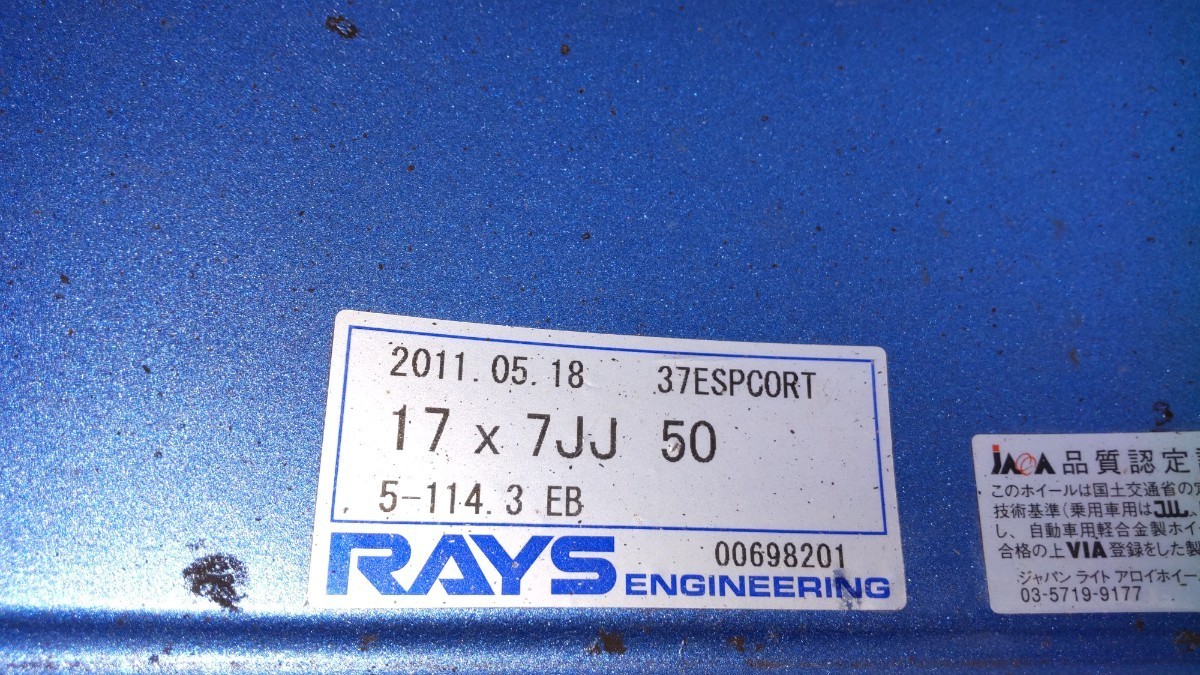 2011.05.18 37ESPCORT
17 x 7JJ 50
5-114.3 EB
00698201
RAYS ENGINEERING
JAWA 品質認定
このホイールは国土交通省の
技術基準(乗用車用はJWL
し、自動車用軽合金製ホイ
合格の上VIA登録をした製
ジャパン ライト アロイホイー
03-5719-9177